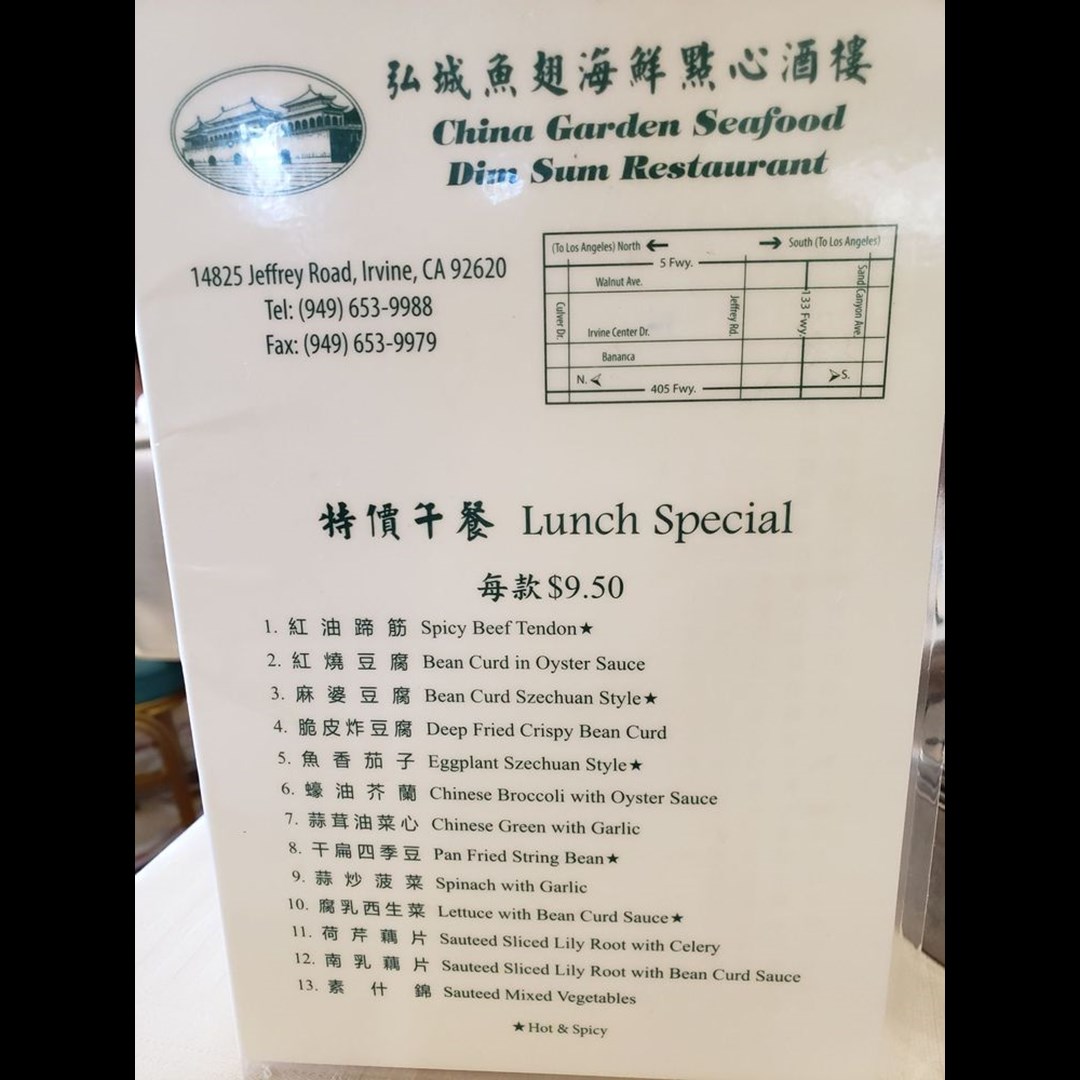 弘城魚翅海鮮點心酒樓
China Garden Seafood
Dim Sum Restaurant
14825 Jeffrey Road, Irvine, CA 92620
Tel: (949) 653-9988
Fax: (949) 653-9979
(To Los Angeles) North
South (To Los Angeles)
5 Fwy.
Walnut Ave.
Culver Dr.
Jeffrey Rd.
133 Fwy.
Sand Canyon Ave.
Irvine Center Dr.
Bananca
N.
S.
405 Fwy.
特價午餐 Lunch Special
每款 $9.50
1. 紅油蹄筋 Spicy Beef Tendon★
2. 紅燒豆腐 Bean Curd in Oyster Sauce
3. 麻婆豆腐 Bean Curd Szechuan Style★
4. 脆皮炸豆腐 Deep Fried Crispy Bean Curd
5. 魚香茄子 Eggplant Szechuan Style★
6. 蠔油芥蘭 Chinese Broccoli with Oyster Sauce
7. 蒜茸油菜心 Chinese Green with Garlic
8. 干扁四季豆 Pan Fried String Bean★
9. 蒜炒菠菜 Spinach with Garlic
10. 腐乳西生菜 Lettuce with Bean Curd Sauce★
11. 荷芹藕片 Sauteed Sliced Lily Root with Celery
12. 南乳藕片 Sauteed Sliced Lily Root with Bean Curd Sauce
13. 素什錦 Sauteed Mixed Vegetables
★Hot & Spicy